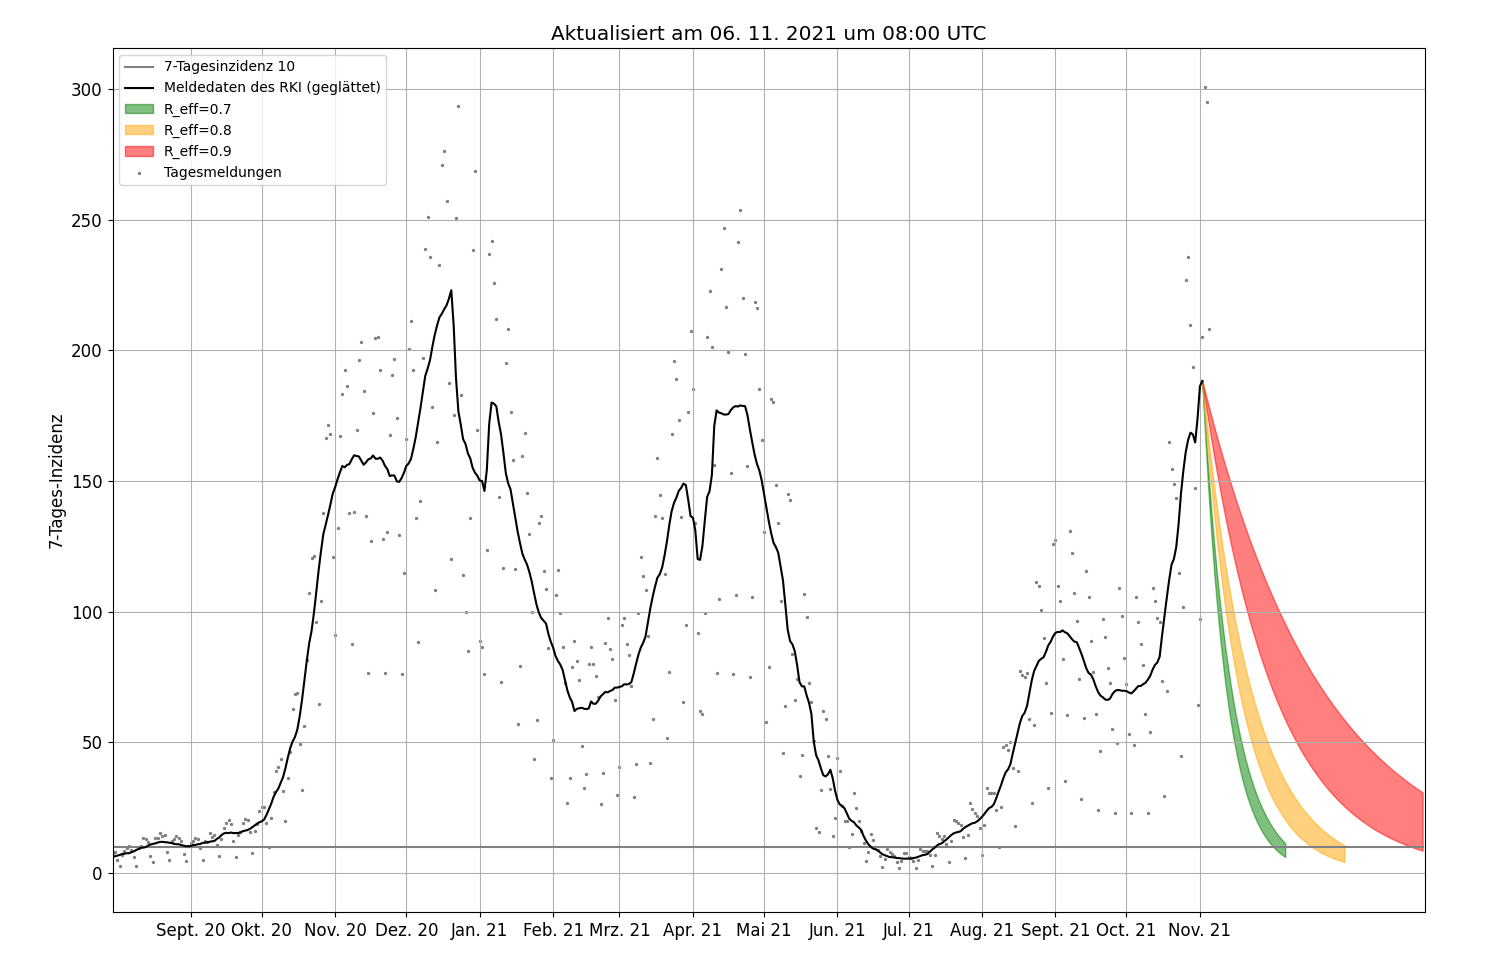 Aktualisiert am 06. 11. 2021 um 08:00 UTC
7-Tagesinzidenz 10
Meldedaten des RKI (geglättet)
R_eff=0.7
R_eff=0.8
R_eff=0.9
Tagesmeldungen
7-Tages-Inzidenz
300
250
200
150
100
50
0
Sept. 20 Okt. 20 Nov. 20 Dez. 20 Jan. 21 Feb. 21 Mrz. 21 Apr. 21 Mai 21 Jun. 21 Jul. 21 Aug. 21 Sept. 21 Oct. 21 Nov. 21